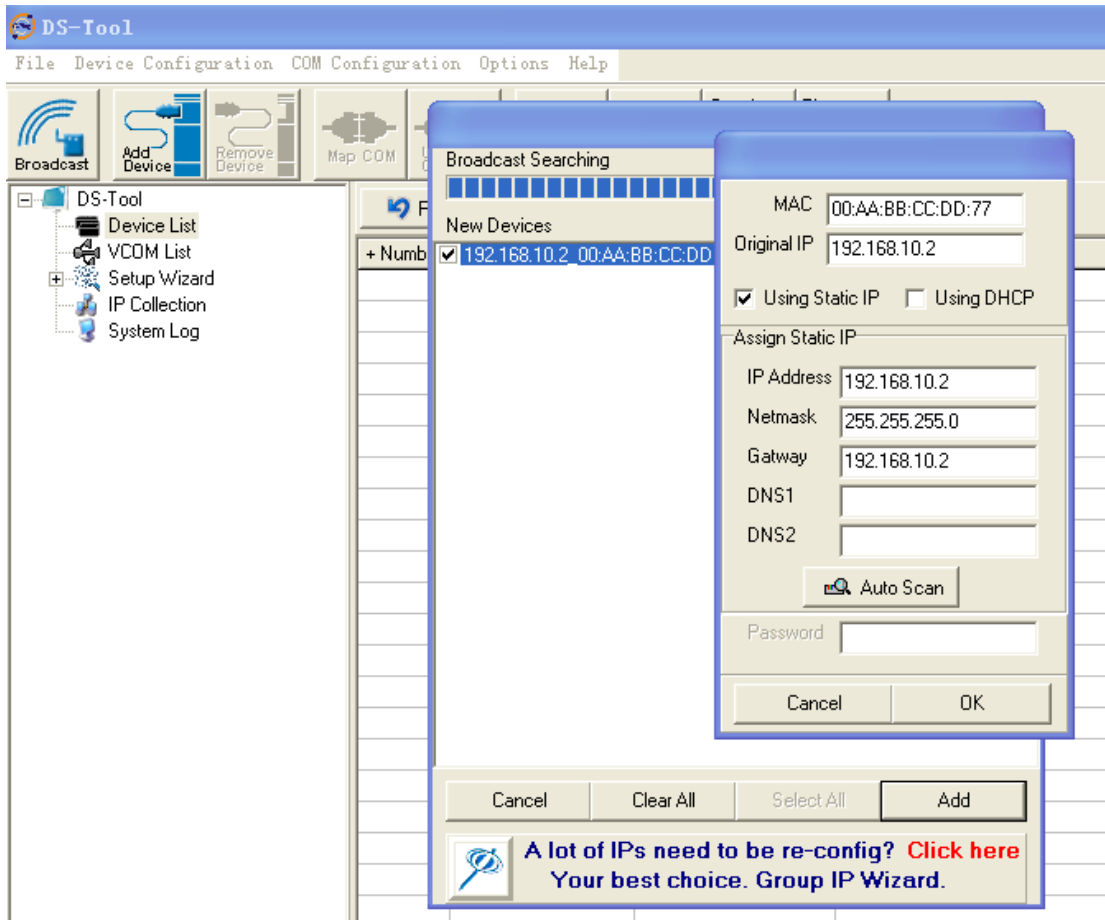 DS-Tool
File Device Configuration COM Configuration Options Help
Broadcast
Add Device
Remove Device
Map COM
DS-Tool
Device List
VCOM List
Setup Wizard
IP Collection
System Log
+ Numb
Broadcast Searching
New Devices
192.168.10.2_00:AA:BB:CC:DD
MAC 00:AA:BB:CC:DD:77
Original IP 192.168.10.2
Using Static IP Using DHCP
Assign Static IP
IP Address 192.168.10.2
Netmask 255.255.255.0
Gatway 192.168.10.2
DNS1
DNS2
Auto Scan
Password
Cancel OK
Cancel Clear All Select All Add
A lot of IPs need to be re-config? Click here
Your best choice. Group IP Wizard.